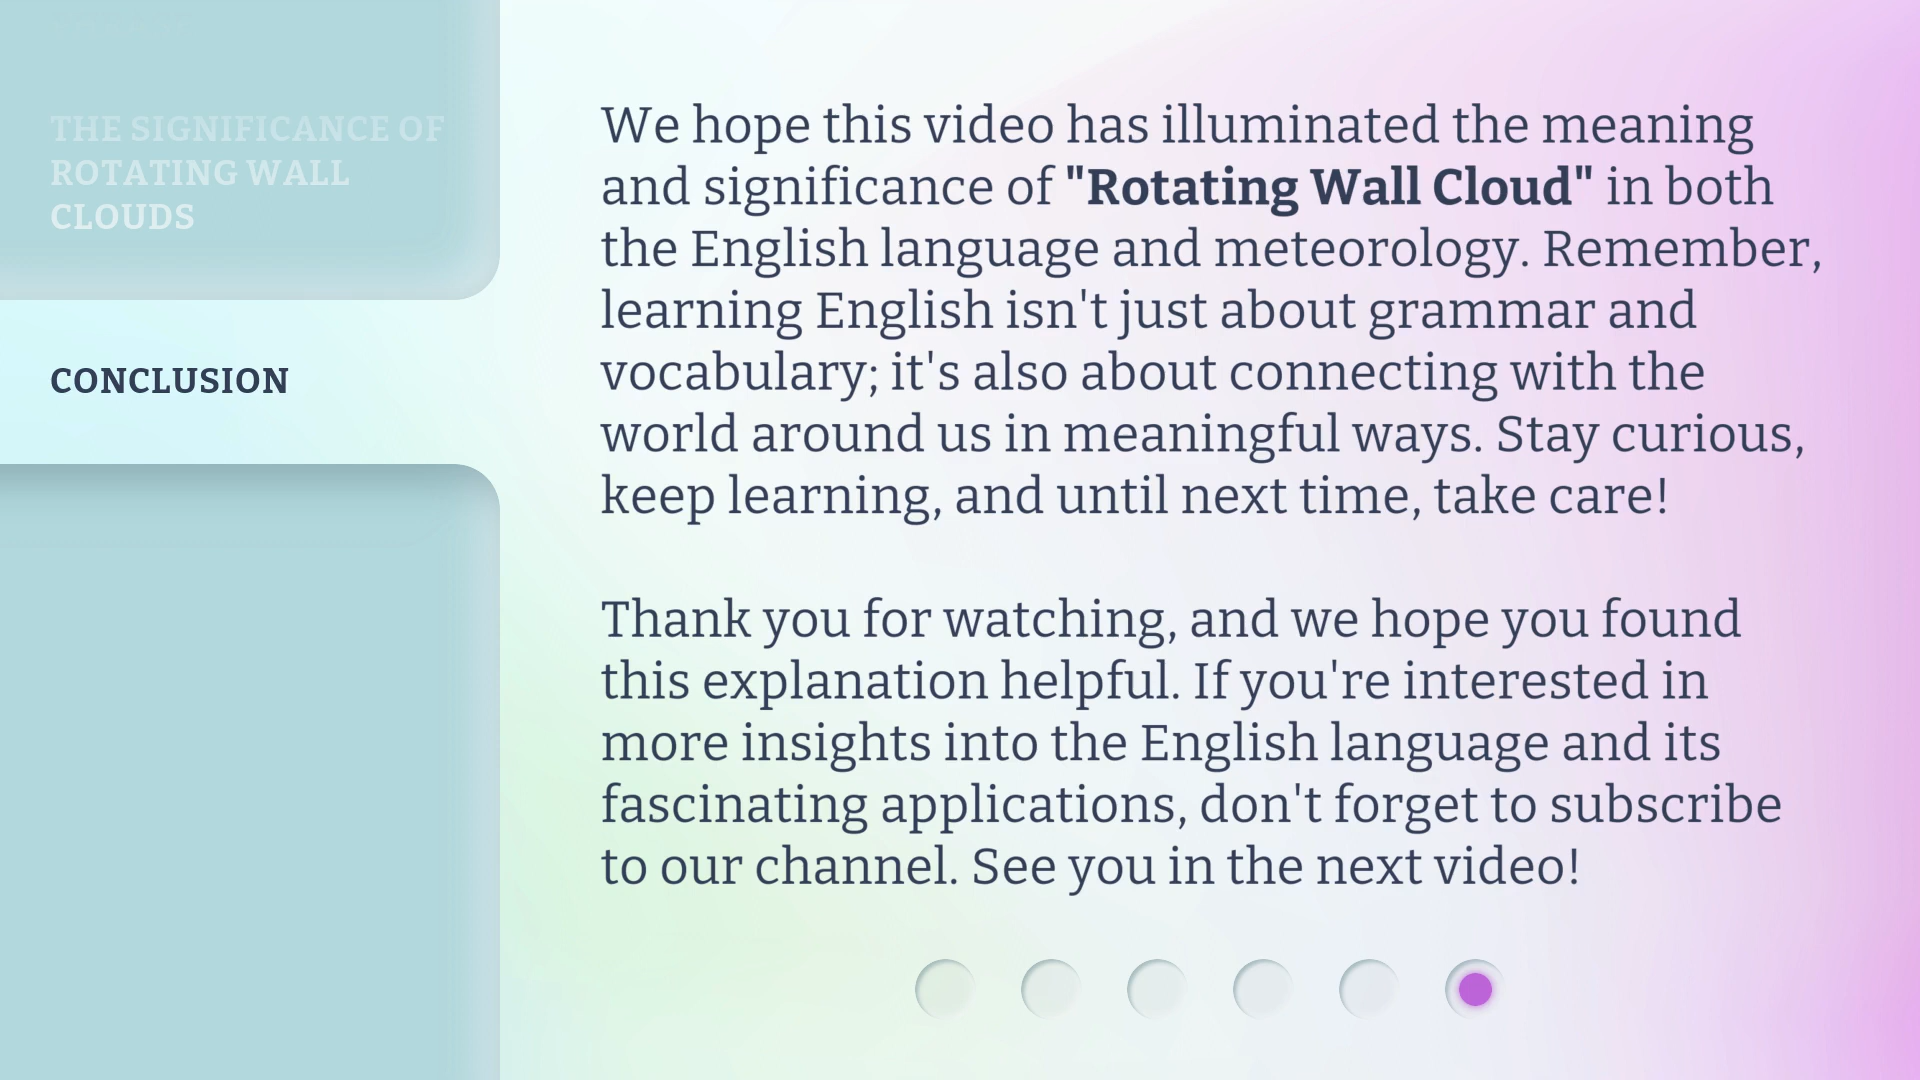 THE SIGNIFICANCE OF
ROTATING WALL
CLOUDS
CONCLUSION
We hope this video has illuminated the meaning
and significance of "Rotating Wall Cloud" in both
the English language and meteorology. Remember,
learning English isn't just about grammar and
vocabulary; it's also about connecting with the
world around us in meaningful ways. Stay curious,
keep learning, and until next time, take care!
Thank you for watching, and we hope you found
this explanation helpful. If you're interested in
more insights into the English language and its
fascinating applications, don't forget to subscribe
to our channel. See you in the next video!